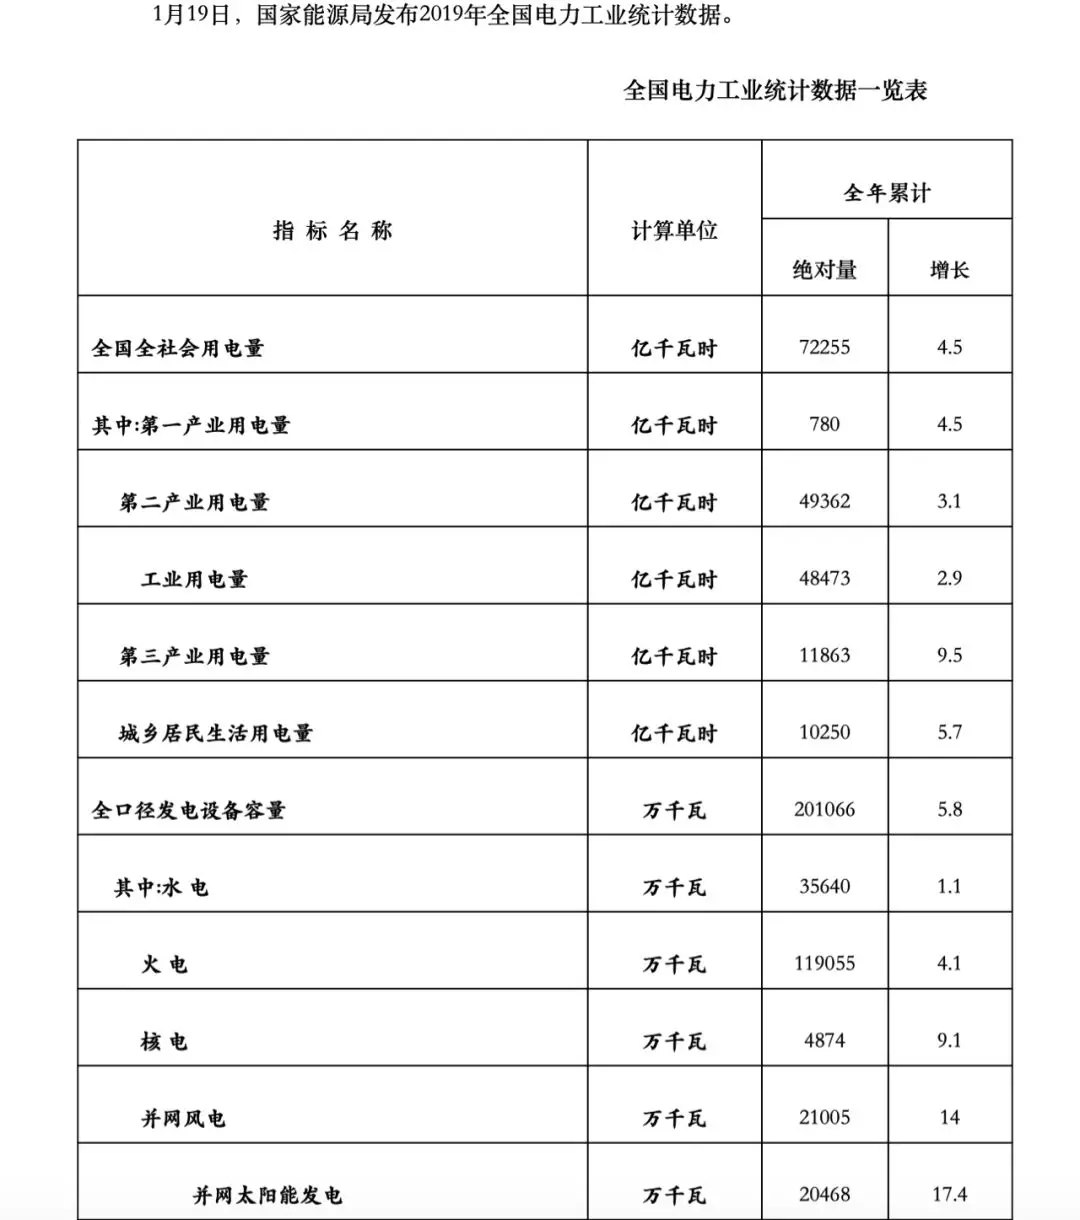 1月19日，国家能源局发布2019年全国电力工业统计数据。
全国电力工业统计数据一览表
指 标 名 称 计算单位 全年累计
绝对量 增长
全国全社会用电量 亿千瓦时 72255 4.5
其中:第一产业用电量 亿千瓦时 780 4.5
第二产业用电量 亿千瓦时 49362 3.1
工业用电量 亿千瓦时 48473 2.9
第三产业用电量 亿千瓦时 11863 9.5
城乡居民生活用电量 亿千瓦时 10250 5.7
全口径发电设备容量 万千瓦 201066 5.8
其中:水 电 万千瓦 35640 1.1
火 电 万千瓦 119055 4.1
核 电 万千瓦 4874 9.1
并网风电 万千瓦 21005 14
并网太阳能发电 万千瓦 20468 17.4